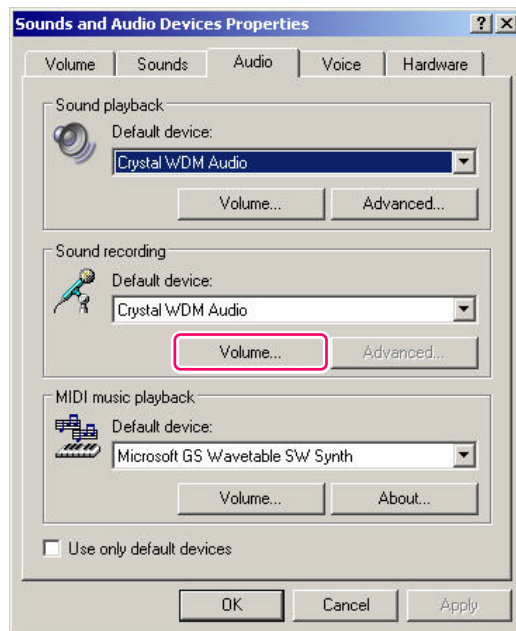 Sounds and Audio Devices Properties
Volume Sounds Audio Voice Hardware
Sound playback
Default device:
Crystal WDM Audio
Volume... Advanced...
Sound recording
Default device:
Crystal WDM Audio
Volume... Advanced...
MIDI music playback
Default device:
Microsoft GS Wavetable SW Synth
Volume... About...
Use only default devices
OK Cancel Apply